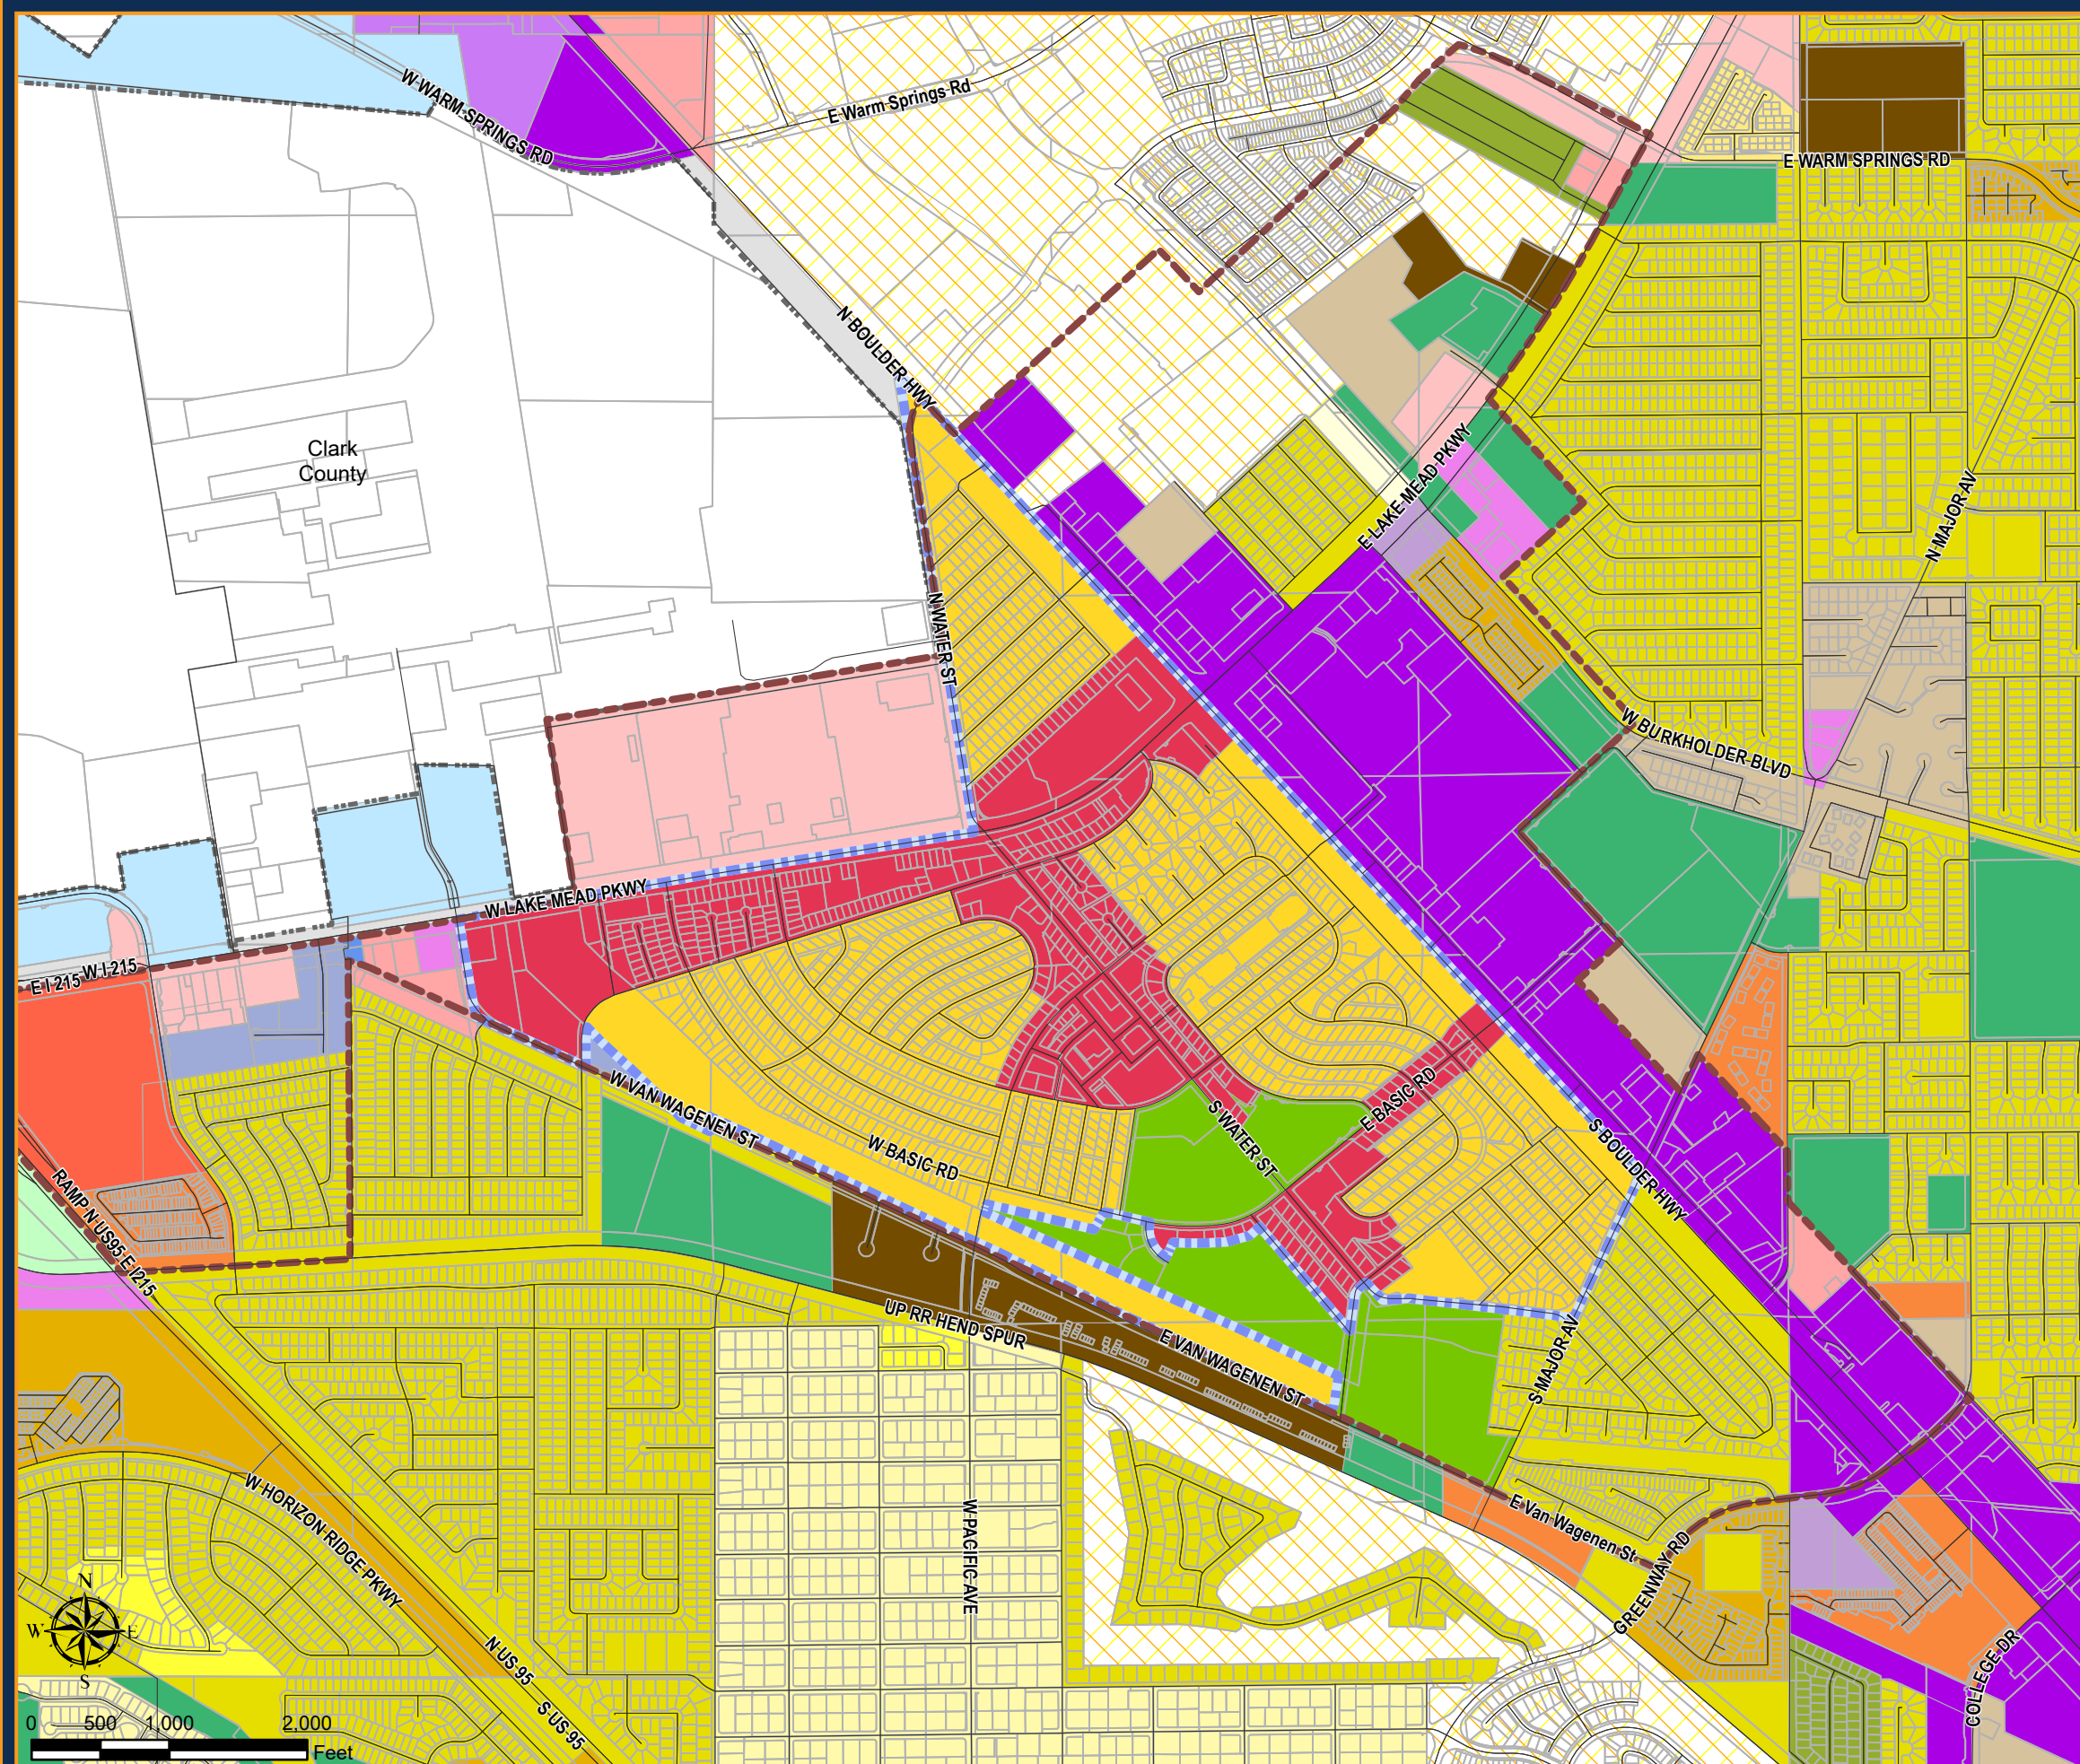 W WARM SPRINGS RD
E Warm Springs Rd
E WARM SPRINGS RD
N BOULDER HWY
Clark
County
E LAKE MEAD PKWY
N MAJOR AV
N WATER ST
W BURKHOLDER BLVD
W LAKE MEAD PKWY
E I 215
W I 215
W VAN WAGENEN ST
W BASIC RD
S WATER ST
E BASIC RD
S BOULDER HWY
RAMP N US95 E I215
UP RR HEND SPUR
E VAN WAGENEN ST
S MAJOR AV
W HORIZON RIDGE PKWY
W PACIFIC AVE
E Van Wagenen St
GREENWAY RD
COLLEGE DR
N US 95
S US 95
N
W E
S
0 500 1,000 2,000
Feet